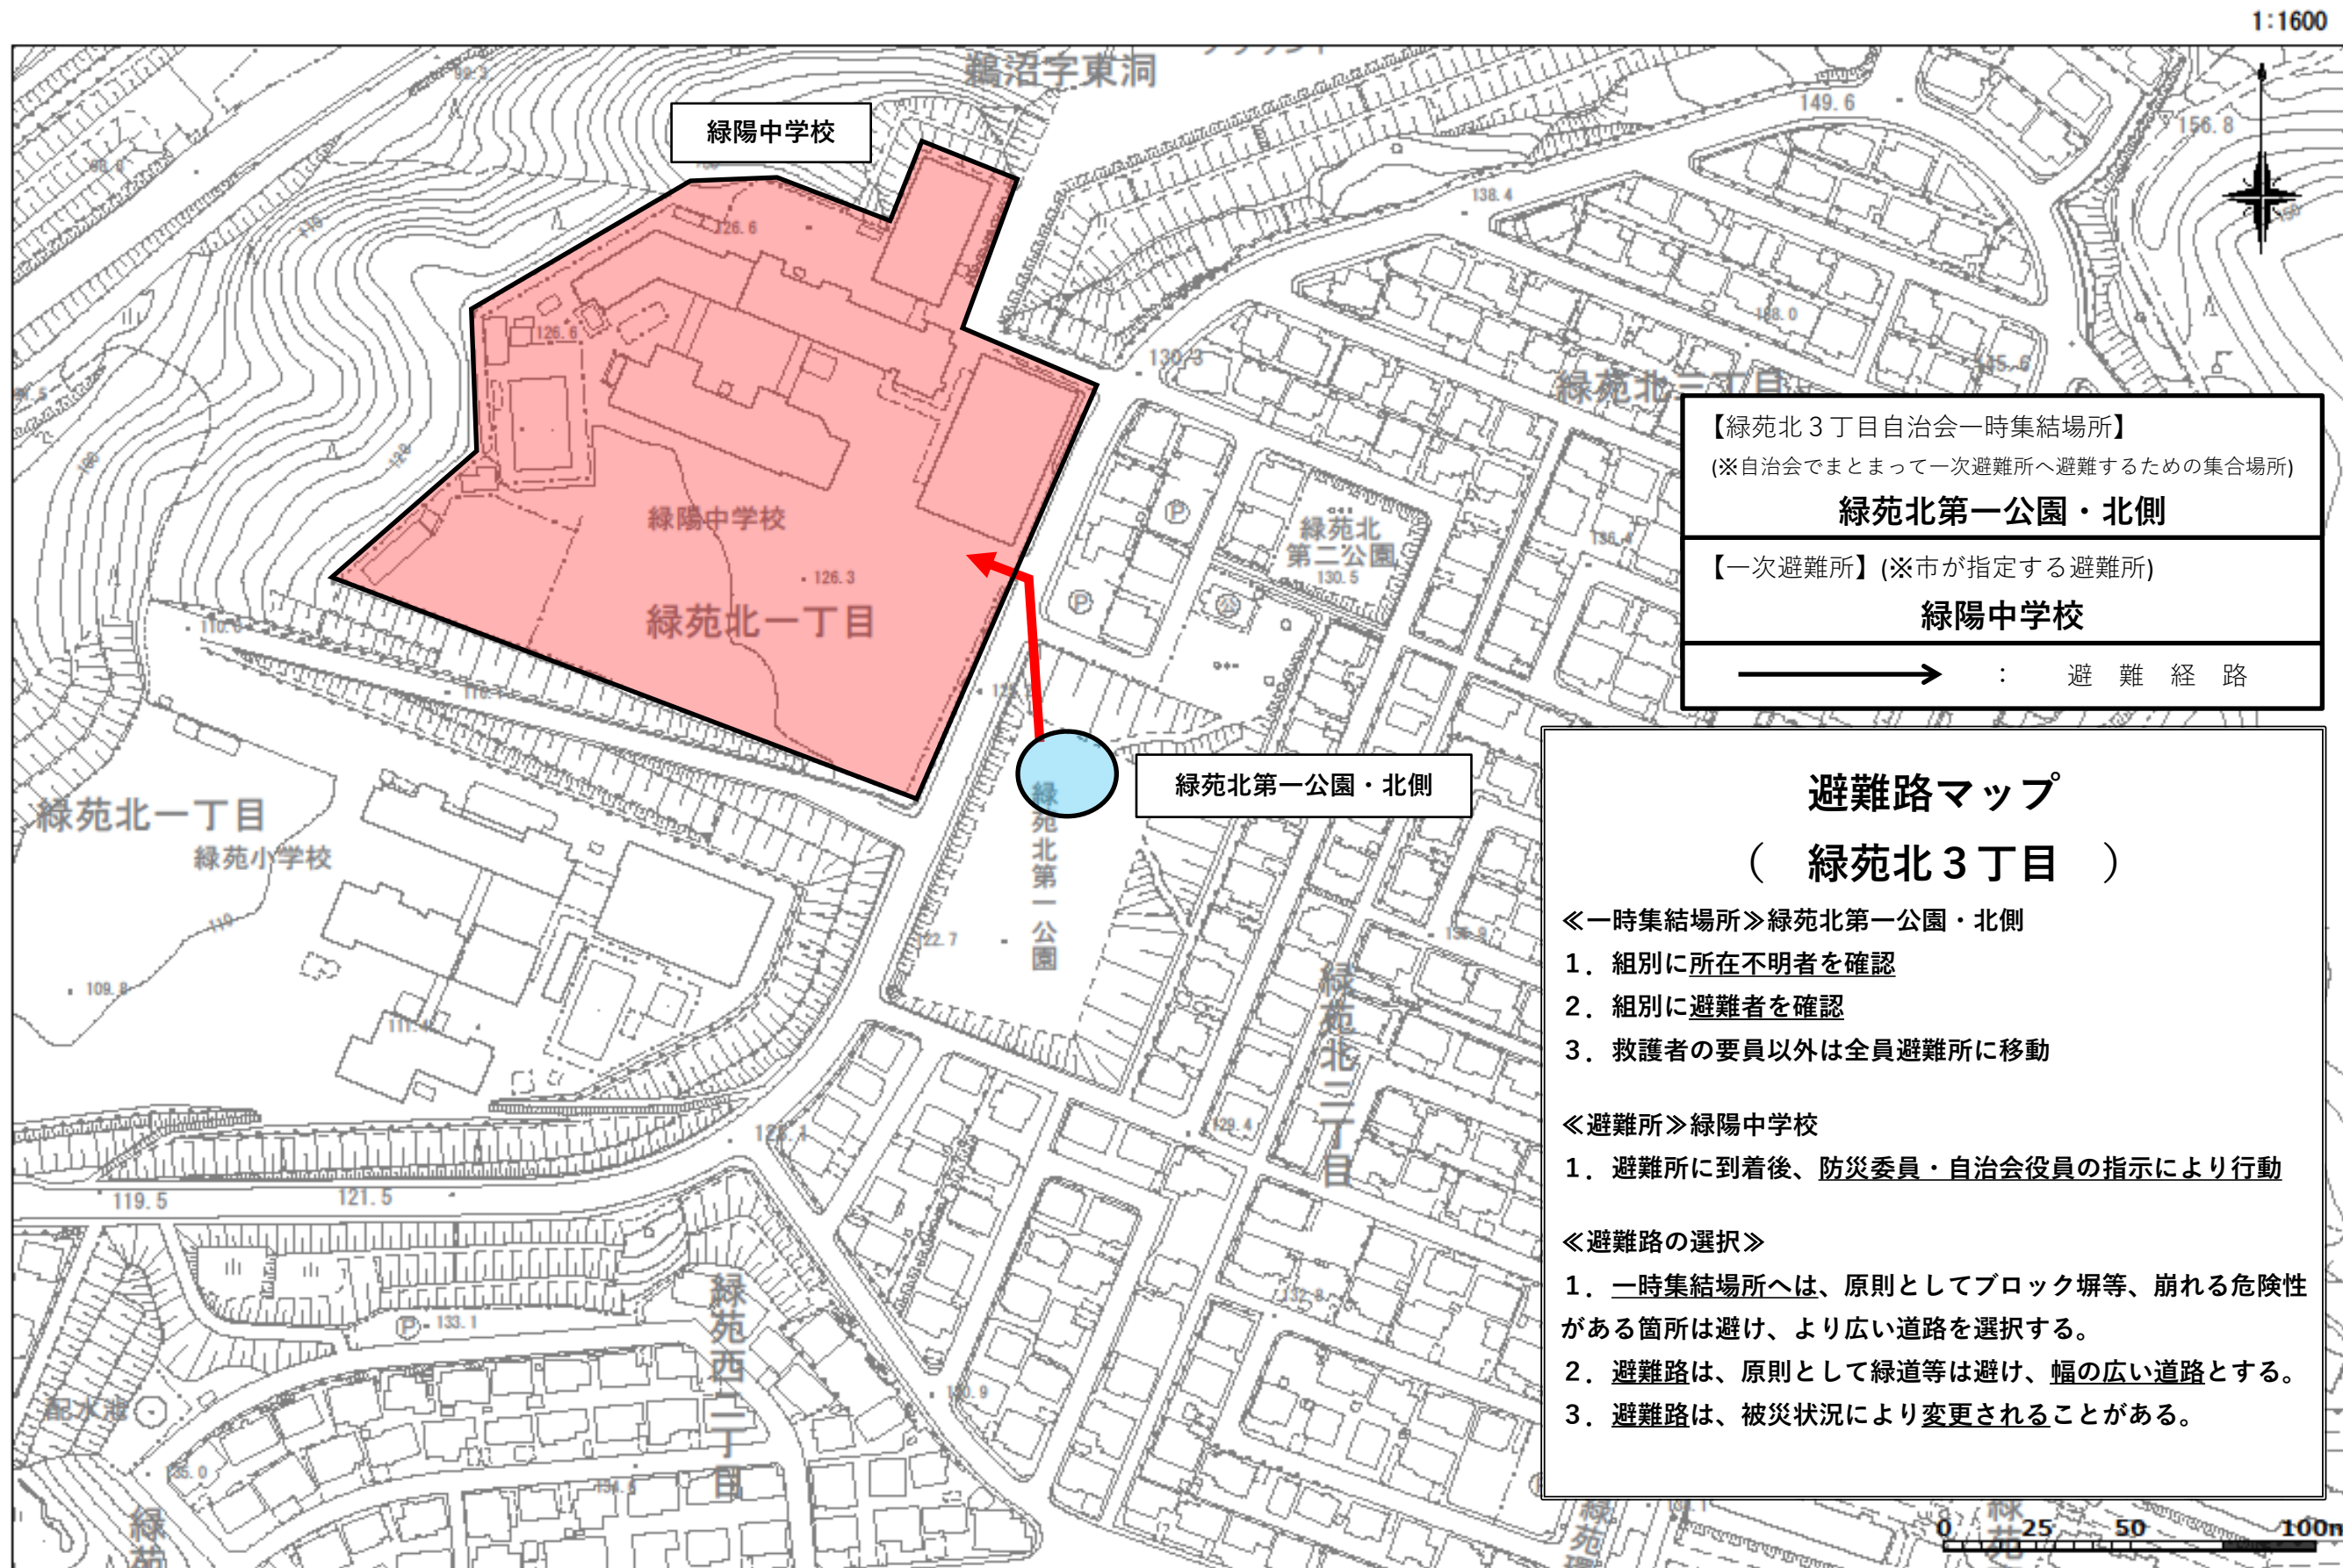 1:1600
鵜沼字東洞
緑陽中学校
149.6
156.8
138.4
126.6
126.6
130.3
138.0
145.6
緑苑北三丁目
【緑苑北３丁目自治会一時集結場所】
(※自治会でまとまって一次避難所へ避難するための集合場所)
緑苑北第一公園・北側
【一次避難所】(※市が指定する避難所)
緑陽中学校
： 避 難 経 路
P
緑苑北
第二公園
130.5
公
136.4
緑陽中学校
126.3
緑苑北一丁目
P
緑苑北第一公園・北側
緑苑北第一公園
122.7
緑苑北一丁目
緑苑小学校
110
109.8
緑苑北二丁目
129.4
119.5
121.5
P 133.1
132.8
緑苑西二丁目
配水池
避難路マップ
（ 緑苑北３丁目 ）
≪一時集結場所≫緑苑北第一公園・北側
１．組別に所在不明者を確認
２．組別に避難者を確認
３．救護者の要員以外は全員避難所に移動
≪避難所≫緑陽中学校
１．避難所に到着後、防災委員・自治会役員の指示により行動
≪避難路の選択≫
１．一時集結場所へは、原則としてブロック塀等、崩れる危険性
がある箇所は避け、より広い道路を選択する。
２．避難路は、原則として緑道等は避け、幅の広い道路とする。
３．避難路は、被災状況により変更されることがある。
緑苑
0 25 50 100m